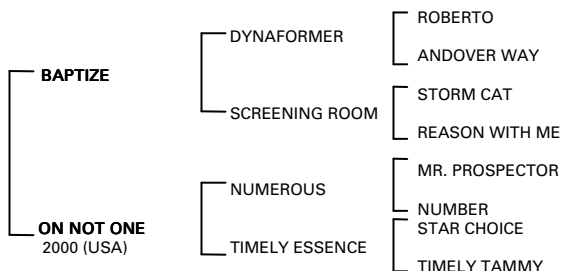 ROBERTO
DYNAFORMER
ANDOVER WAY
BAPTIZE
STORM CAT
SCREENING ROOM
REASON WITH ME
MR. PROSPECTOR
NUMEROUS
NUMBER
ON NOT ONE
STAR CHOICE
2000 (USA)
TIMELY ESSENCE
TIMELY TAMMY